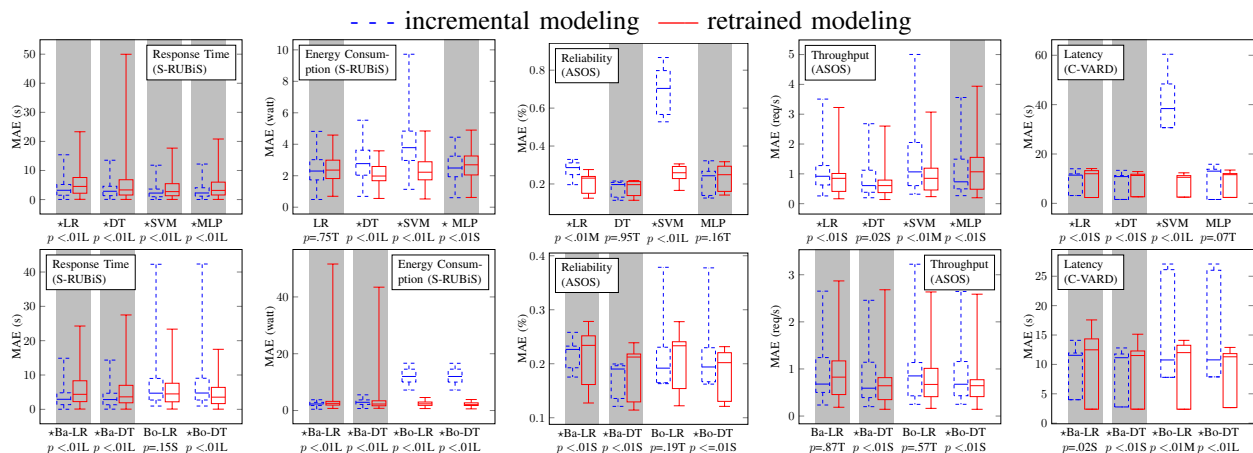 incremental modeling retrained modeling
Response Time
(S-RUBiS)
MAE (s)
50
40
30
20
10
0
⋆LR ⋆DT ⋆SVM ⋆MLP
p <.01L p <.01L p <.01L p <.01L
Energy Consum-
ption (S-RUBiS)
MAE (watt)
10
8
6
4
2
0
LR ⋆DT ⋆SVM ⋆ MLP
p=.75T p <.01L p <.01L p <.01S
Reliability
(ASOS)
MAE (%)
0.8
0.6
0.4
0.2
⋆LR DT ⋆SVM MLP
p <.01M p=.95T p <.01L p=.16T
Throughput
(ASOS)
MAE (req/s)
5
4
3
2
1
0
⋆LR ⋆DT ⋆SVM ⋆MLP
p <.01S p=.02S p <.01M p <.01S
Latency
(C-VARD)
MAE (s)
60
40
20
0
⋆LR ⋆DT ⋆SVM MLP
p <.01S p <.01S p <.01L p=.07T
Response Time
(S-RUBiS)
MAE (s)
40
30
20
10
0
⋆Ba-LR ⋆Ba-DT Bo-LR ⋆Bo-DT
p <.01L p <.01L p=.15S p <.01L
Energy Consum-
ption (S-RUBiS)
MAE (watt)
40
20
0
⋆Ba-LR ⋆Ba-DT ⋆Bo-LR ⋆Bo-DT
p <.01L p <.01L p <.01L p <.01L
Reliability
(ASOS)
MAE (%)
0.4
0.3
0.2
0.1
⋆Ba-LR ⋆Ba-DT Bo-LR ⋆Bo-DT
p <.01S p <.01S p=.19T p <=.01S
Throughput
(ASOS)
MAE (req/s)
3
2
1
0
Ba-LR ⋆Ba-DT Bo-LR ⋆Bo-DT
p=.87T p <.01S p=.57T p <.01S
Latency
(C-VARD)
MAE (s)
25
20
15
10
5
0
⋆Ba-LR ⋆Ba-DT ⋆Bo-LR ⋆Bo-DT
p=.02S p <.01S p <.01M p <.01L